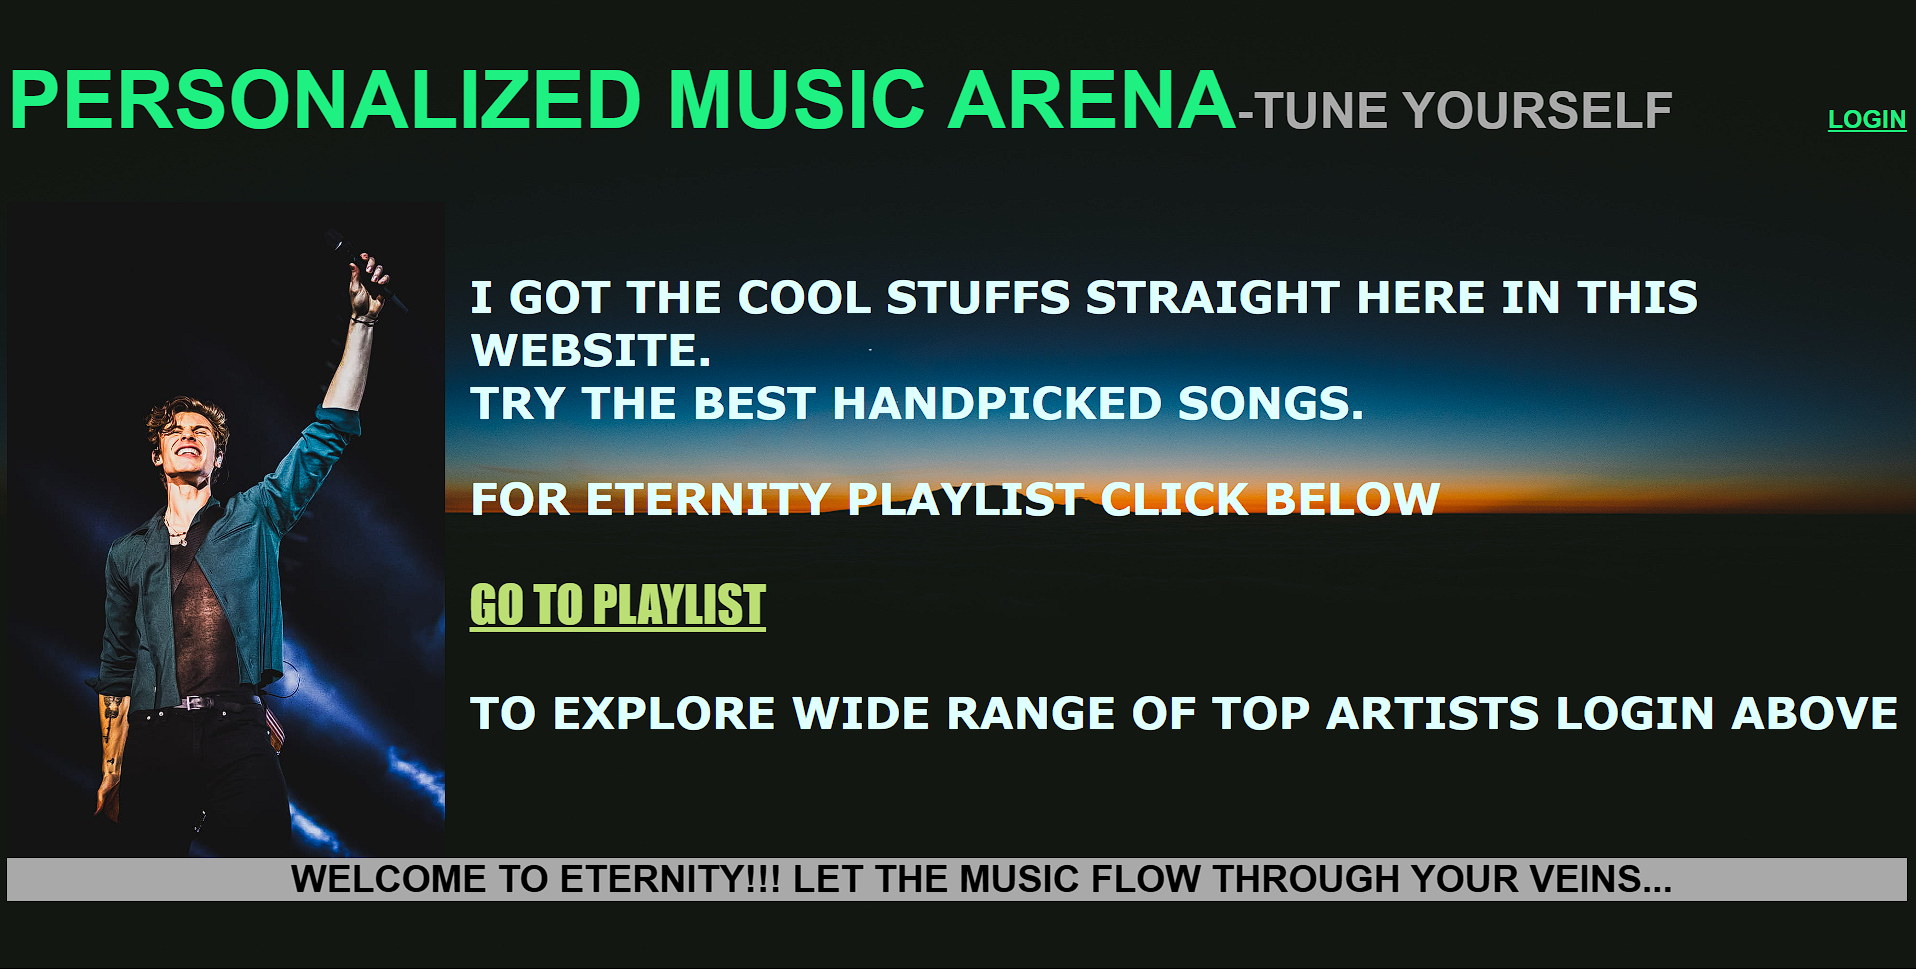 PERSONALIZED MUSIC ARENA-TUNE YOURSELF LOGIN
I GOT THE COOL STUFFS STRAIGHT HERE IN THIS
WEBSITE.
TRY THE BEST HANDPICKED SONGS.
FOR ETERNITY PLAYLIST CLICK BELOW
GO TO PLAYLIST
TO EXPLORE WIDE RANGE OF TOP ARTISTS LOGIN ABOVE
WELCOME TO ETERNITY!!! LET THE MUSIC FLOW THROUGH YOUR VEINS...